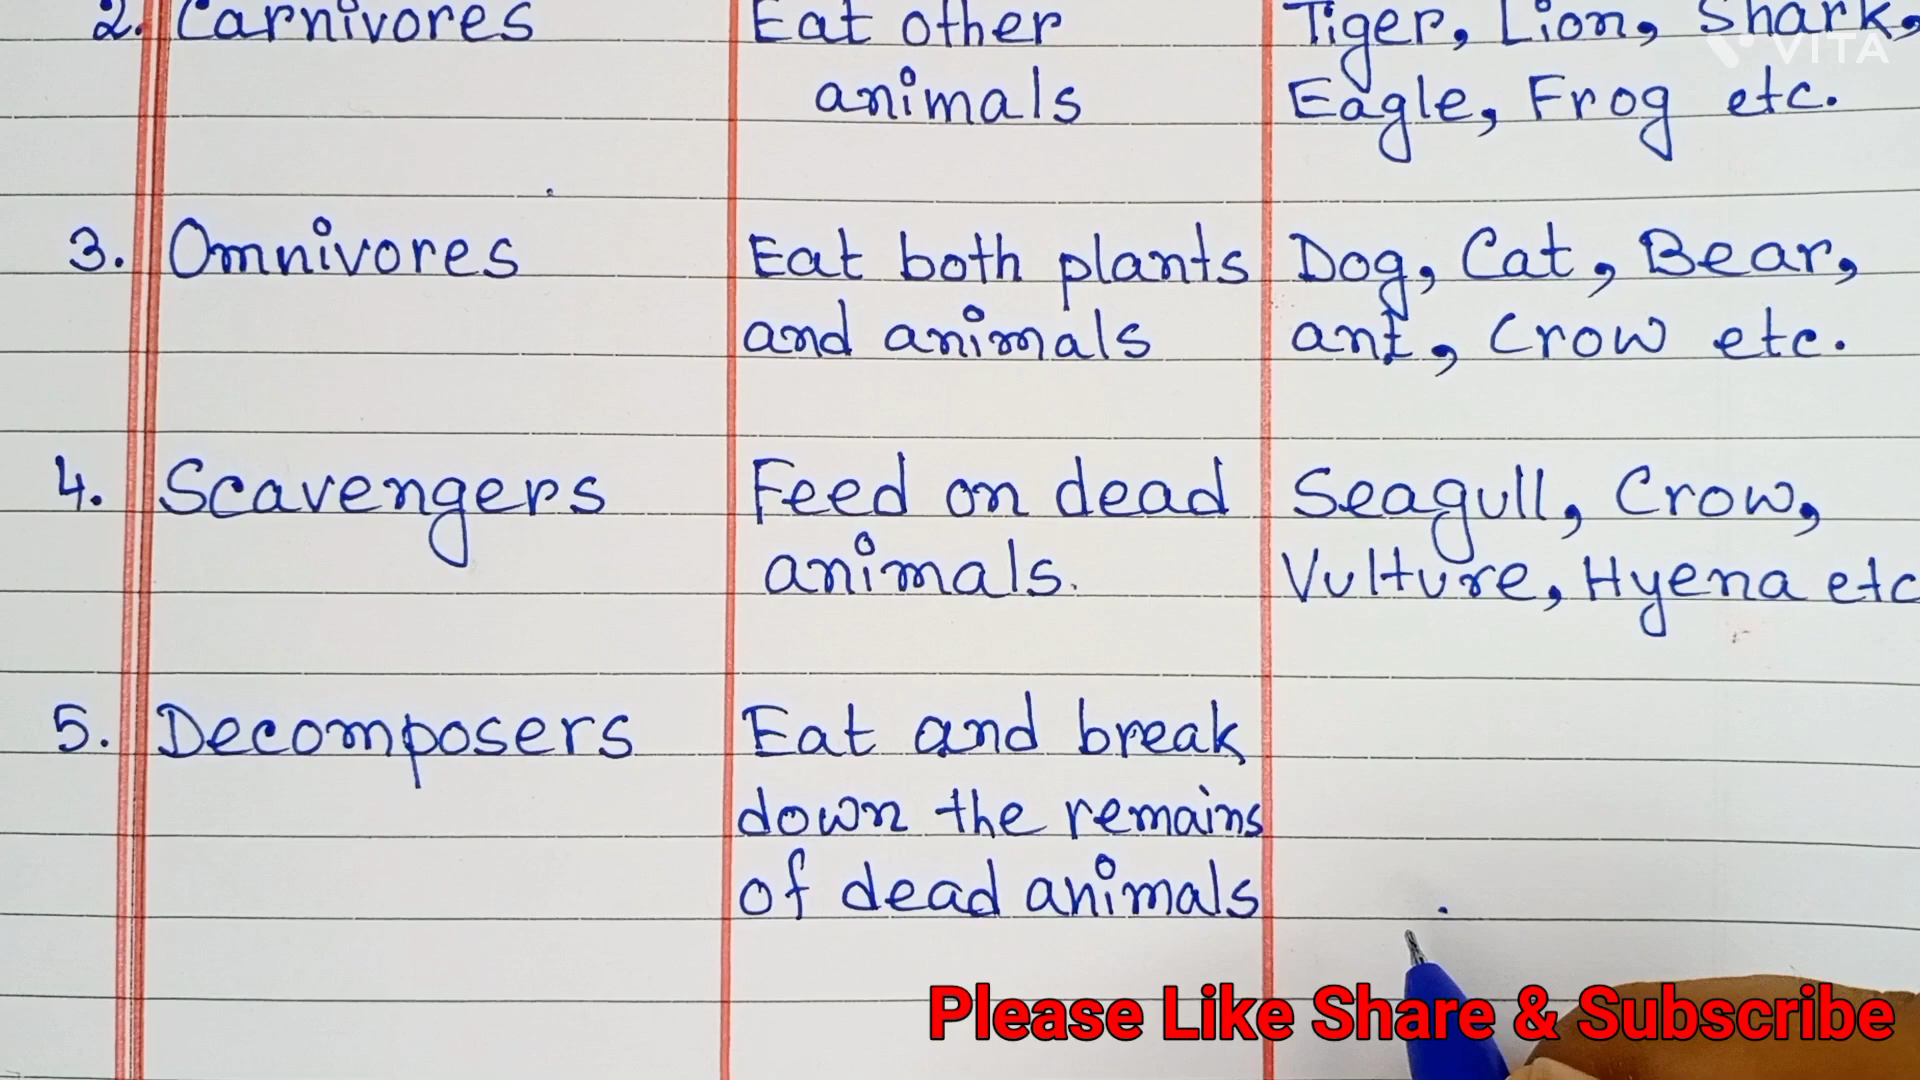 2. Carnivores Eat other Tiger, Lion, Shark,
VITA
animals Eagle, Frog etc.
3. Omnivores Eat both plants Dog, Cat, Bear,
and animals ant, Crow etc.
4. Scavengers Feed on dead Seagull, Crow,
animals. Vulture, Hyena etc
5. Decomposers Eat and break
down the remains
of dead animals
Please Like Share & Subscribe